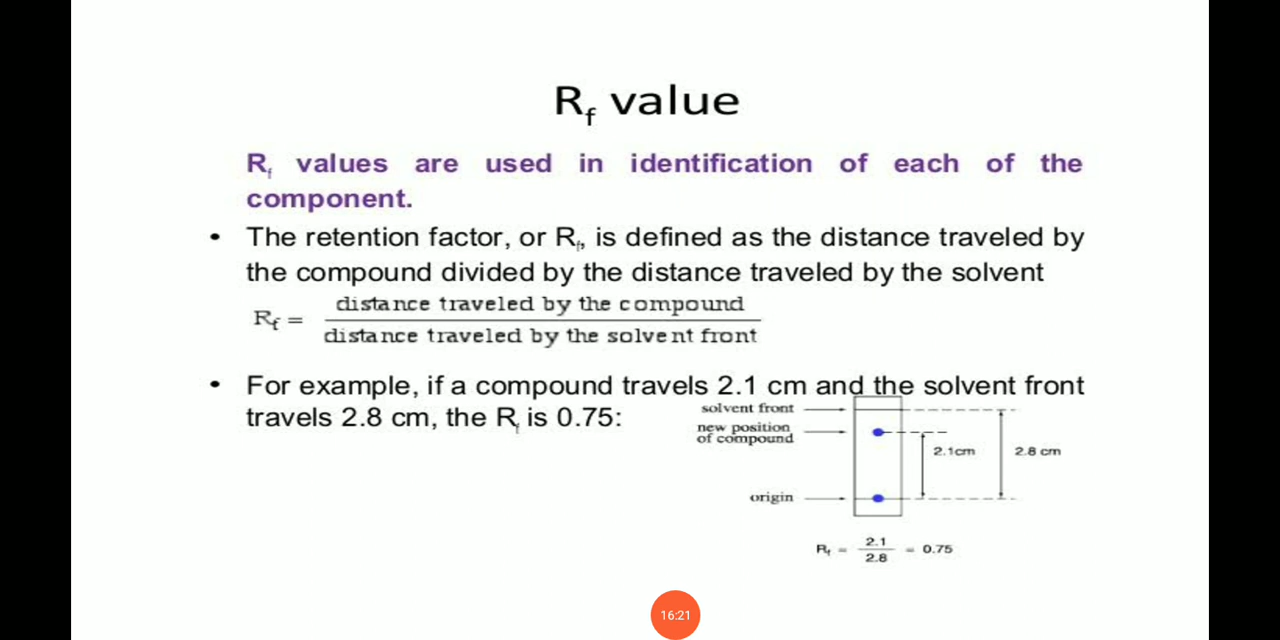 Rf value
Rf values are used in identification of each of the
component.
• The retention factor, or Rf, is defined as the distance traveled by
the compound divided by the distance traveled by the solvent
Rf = distance traveled by the compound
distance traveled by the solvent front
• For example, if a compound travels 2.1 cm and the solvent front
travels 2.8 cm, the Rf is 0.75:
solvent front
new position
of compound
2.1cm
2.8 cm
origin
Rf = 2.1 / 2.8 = 0.75
16:21